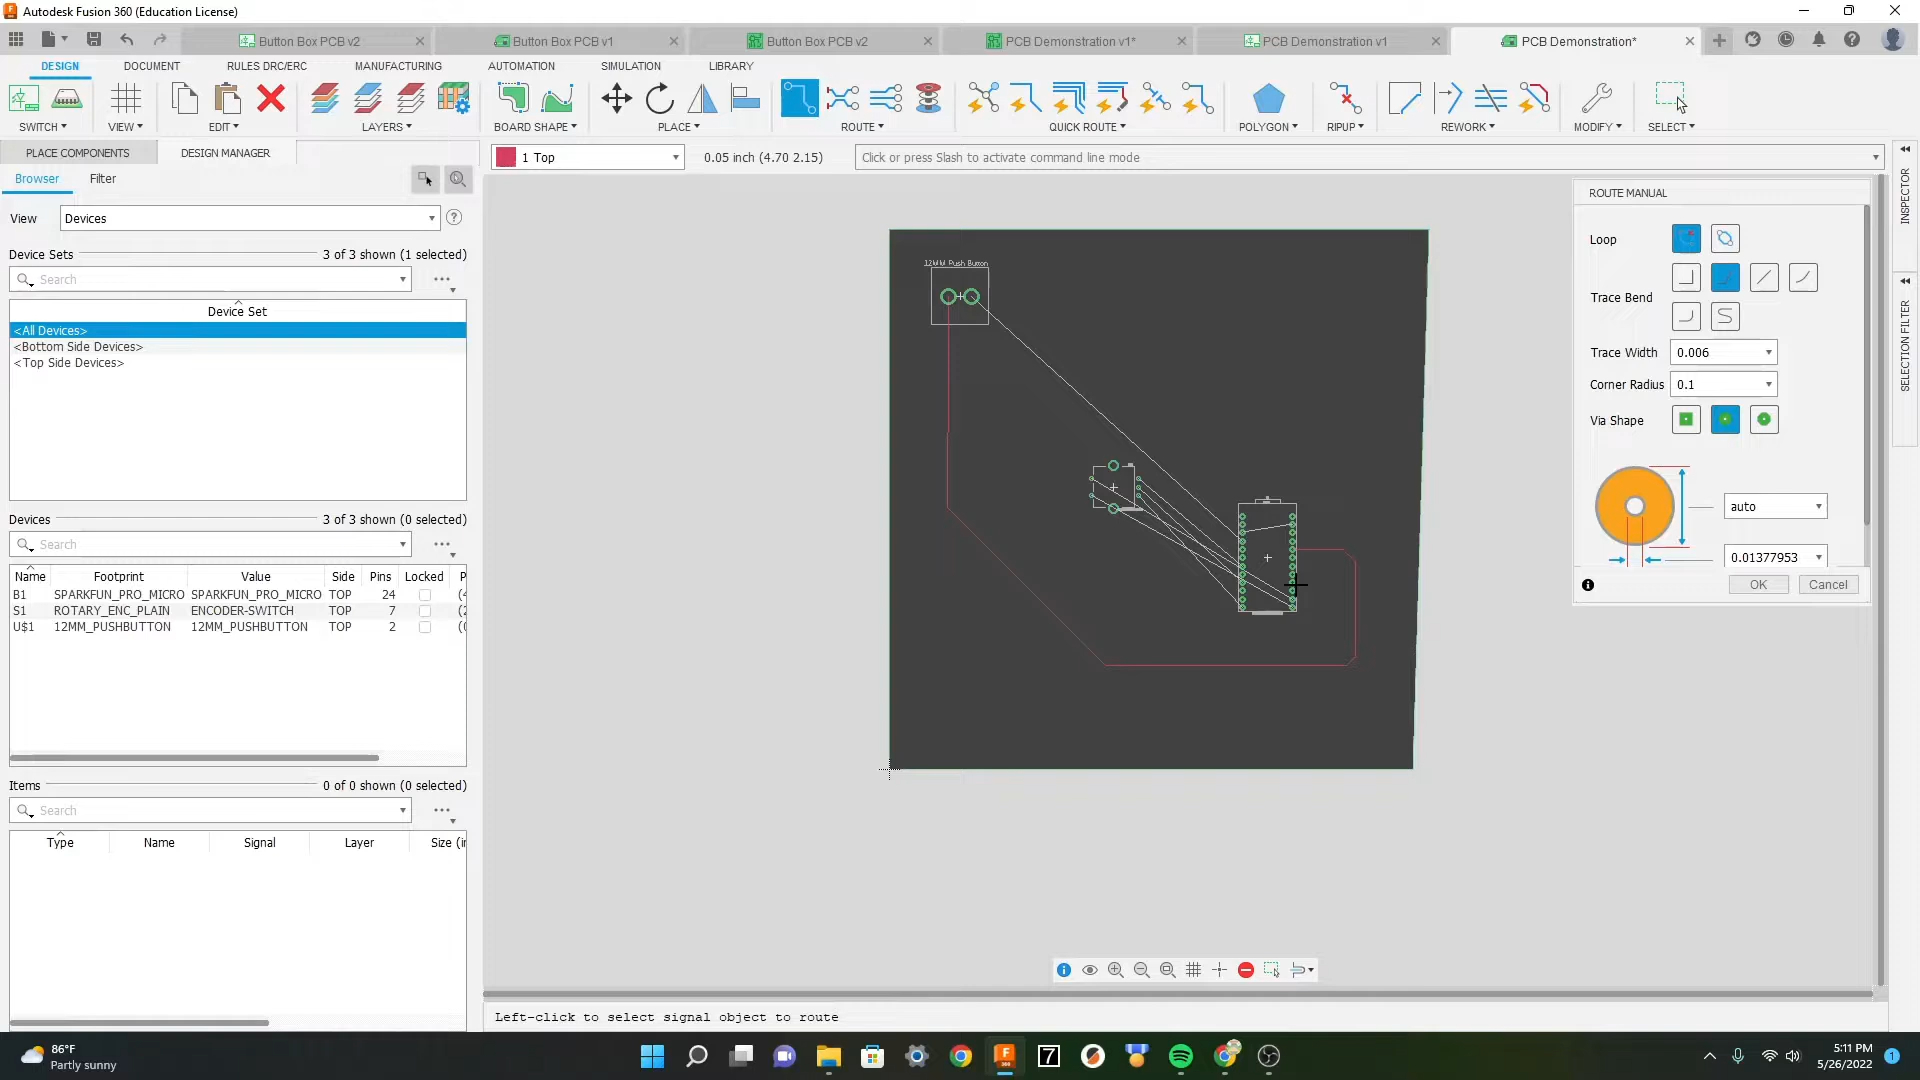 Autodesk Fusion 360 (Education License)
Button Box PCB v2
Button Box PCB v1
Button Box PCB v2
PCB Demonstration v1*
PCB Demonstration v1
PCB Demonstration*
DESIGN
DOCUMENT
RULES DRC/ERC
MANUFACTURING
AUTOMATION
SIMULATION
LIBRARY
SWITCH
VIEW
EDIT
LAYERS
BOARD SHAPE
PLACE
ROUTE
QUICK ROUTE
POLYGON
RIPUP
REWORK
MODIFY
SELECT
PLACE COMPONENTS
DESIGN MANAGER
1 Top
0.05 inch (4.70 2.15)
Click or press Slash to activate command line mode
Browser
Filter
View
Devices
Device Sets
3 of 3 shown (1 selected)
Search
Device Set
<All Devices>
<Bottom Side Devices>
<Top Side Devices>
Devices
3 of 3 shown (0 selected)
Search
Name Footprint Value Side Pins Locked P
B1 SPARKFUN_PRO_MICRO SPARKFUN_PRO_MICRO TOP 24 (4
S1 ROTARY_ENC_PLAIN ENCODER-SWITCH TOP 7 (2
U$1 12MM_PUSHBUTTON 12MM_PUSHBUTTON TOP 2 (0
Items
0 of 0 shown (0 selected)
Search
Type Name Signal Layer Size (i
12MM Push Button
ROUTE MANUAL
Loop
Trace Bend
Trace Width 0.006
Corner Radius 0.1
Via Shape
auto
0.01377953
OK
Cancel
INSPECTOR
SELECTION FILTER
Left-click to select signal object to route
86°F
Partly sunny
7
5:11 PM
5/26/2022
1